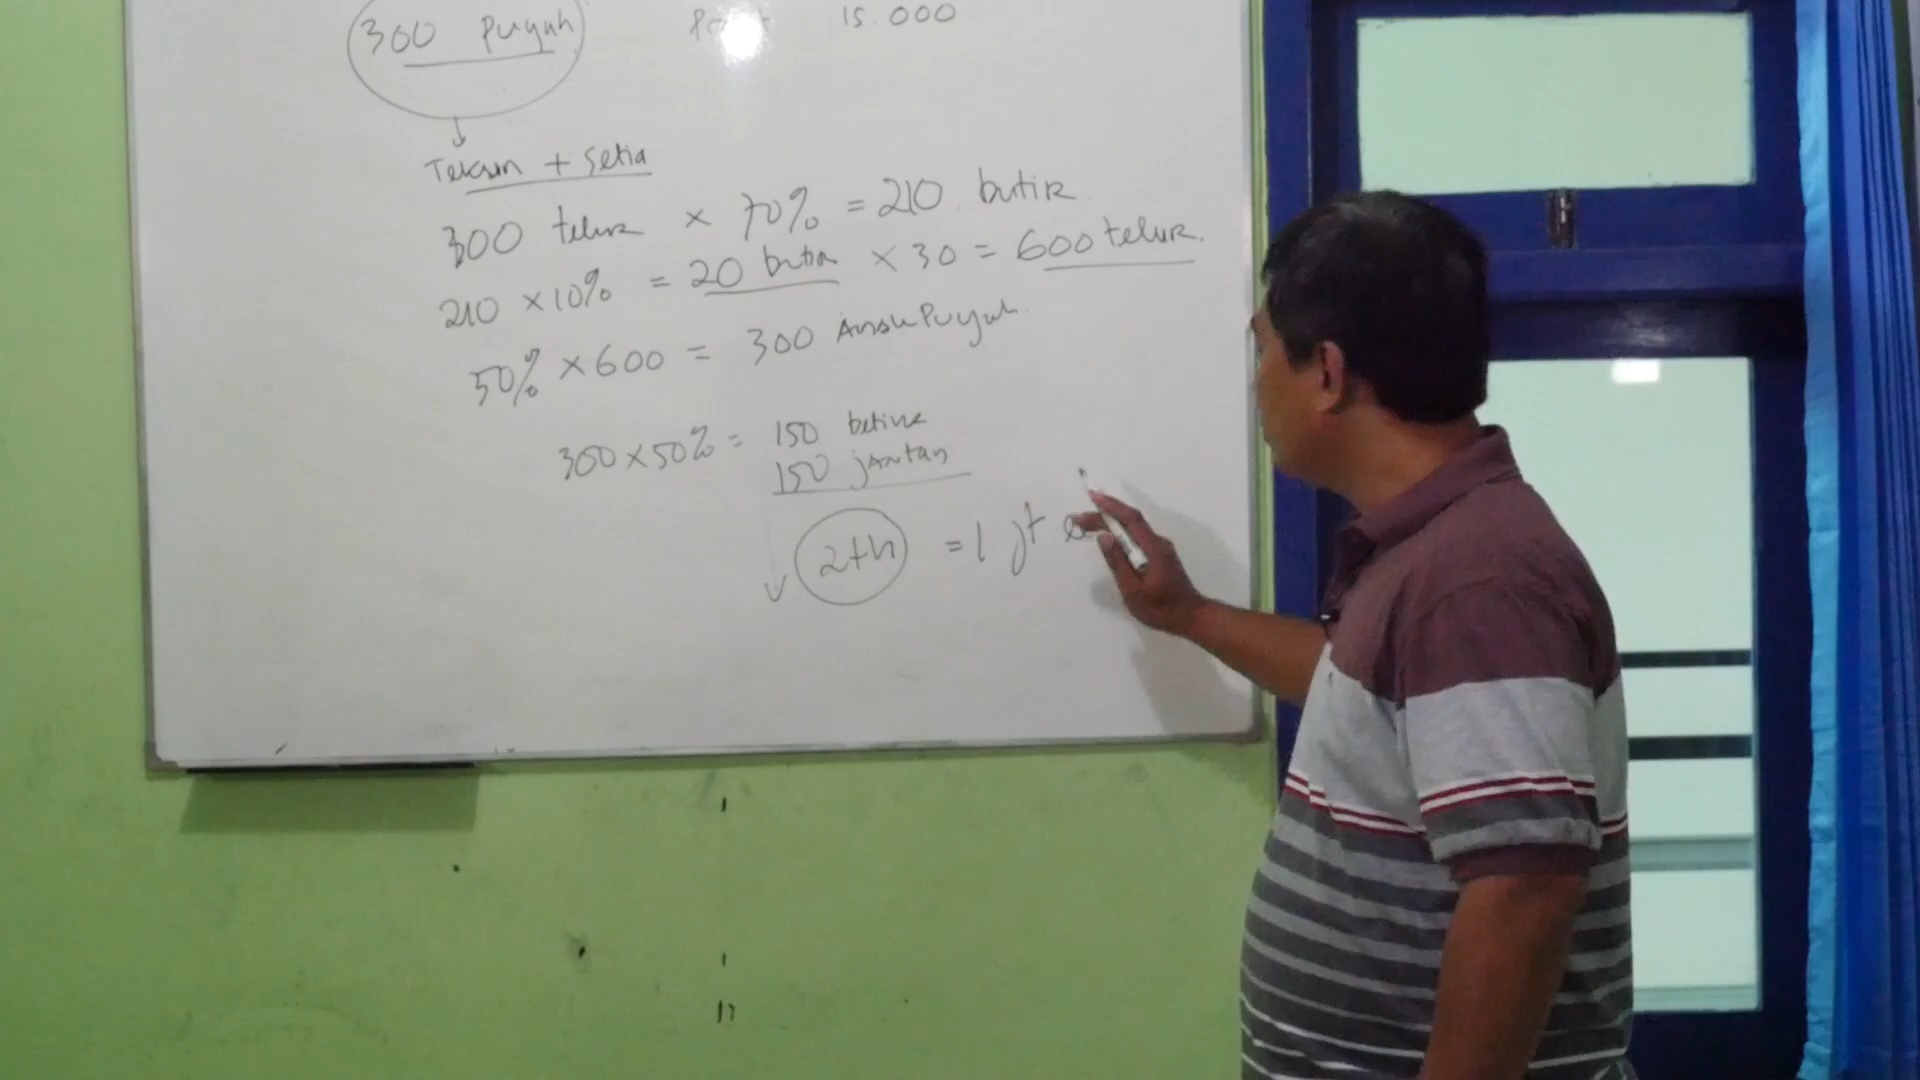 300 Puyuh 15.000
Tekun + Setia
300 telur × 70% = 210 butir
210 × 10% = 20 butir × 30 = 600 telur.
50% × 600 = 300 Anak Puyuh
300 × 50% = 150 betina
150 jantan
2th = 1 jt